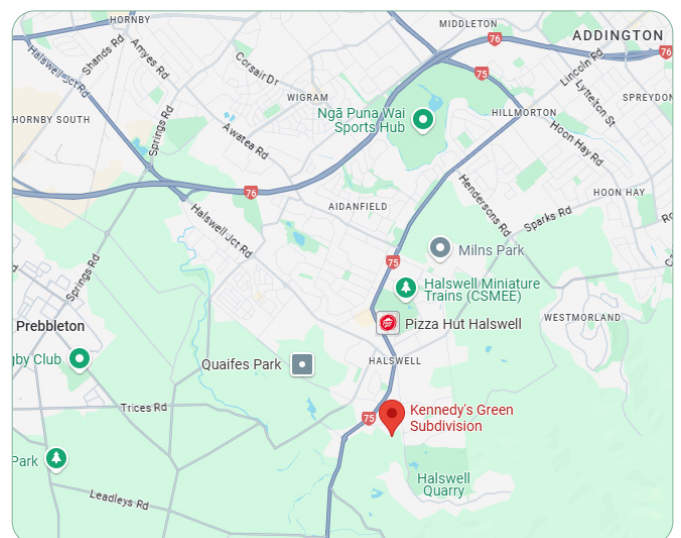 HORNBY
MIDDLETON
ADDINGTON
76
76
Shands Rd
Amyes Rd
Halswell Jct Rd
Corsair Dr
75
Lincoln Rd
Lyttelton St
WIGRAM
SPREYDON
Ngā Puna Wai
Sports Hub
HILLMORTON
HORNBY SOUTH
Springs Rd
Awatea Rd
Hoon Hay Rd
76
Hendersons Rd
HOON HAY
AIDANFIELD
Halswell Jct Rd
Sparks Rd
Milns Park
75
Springs Rd
Halswell Miniature
Trains (CSMEE)
WESTMORLAND
Prebbleton
Pizza Hut Halswell
gby Club
Quaifes Park
HALSWELL
Trices Rd
75
Kennedy's Green
Subdivision
Park
Halswell
Quarry
Leadleys Rd